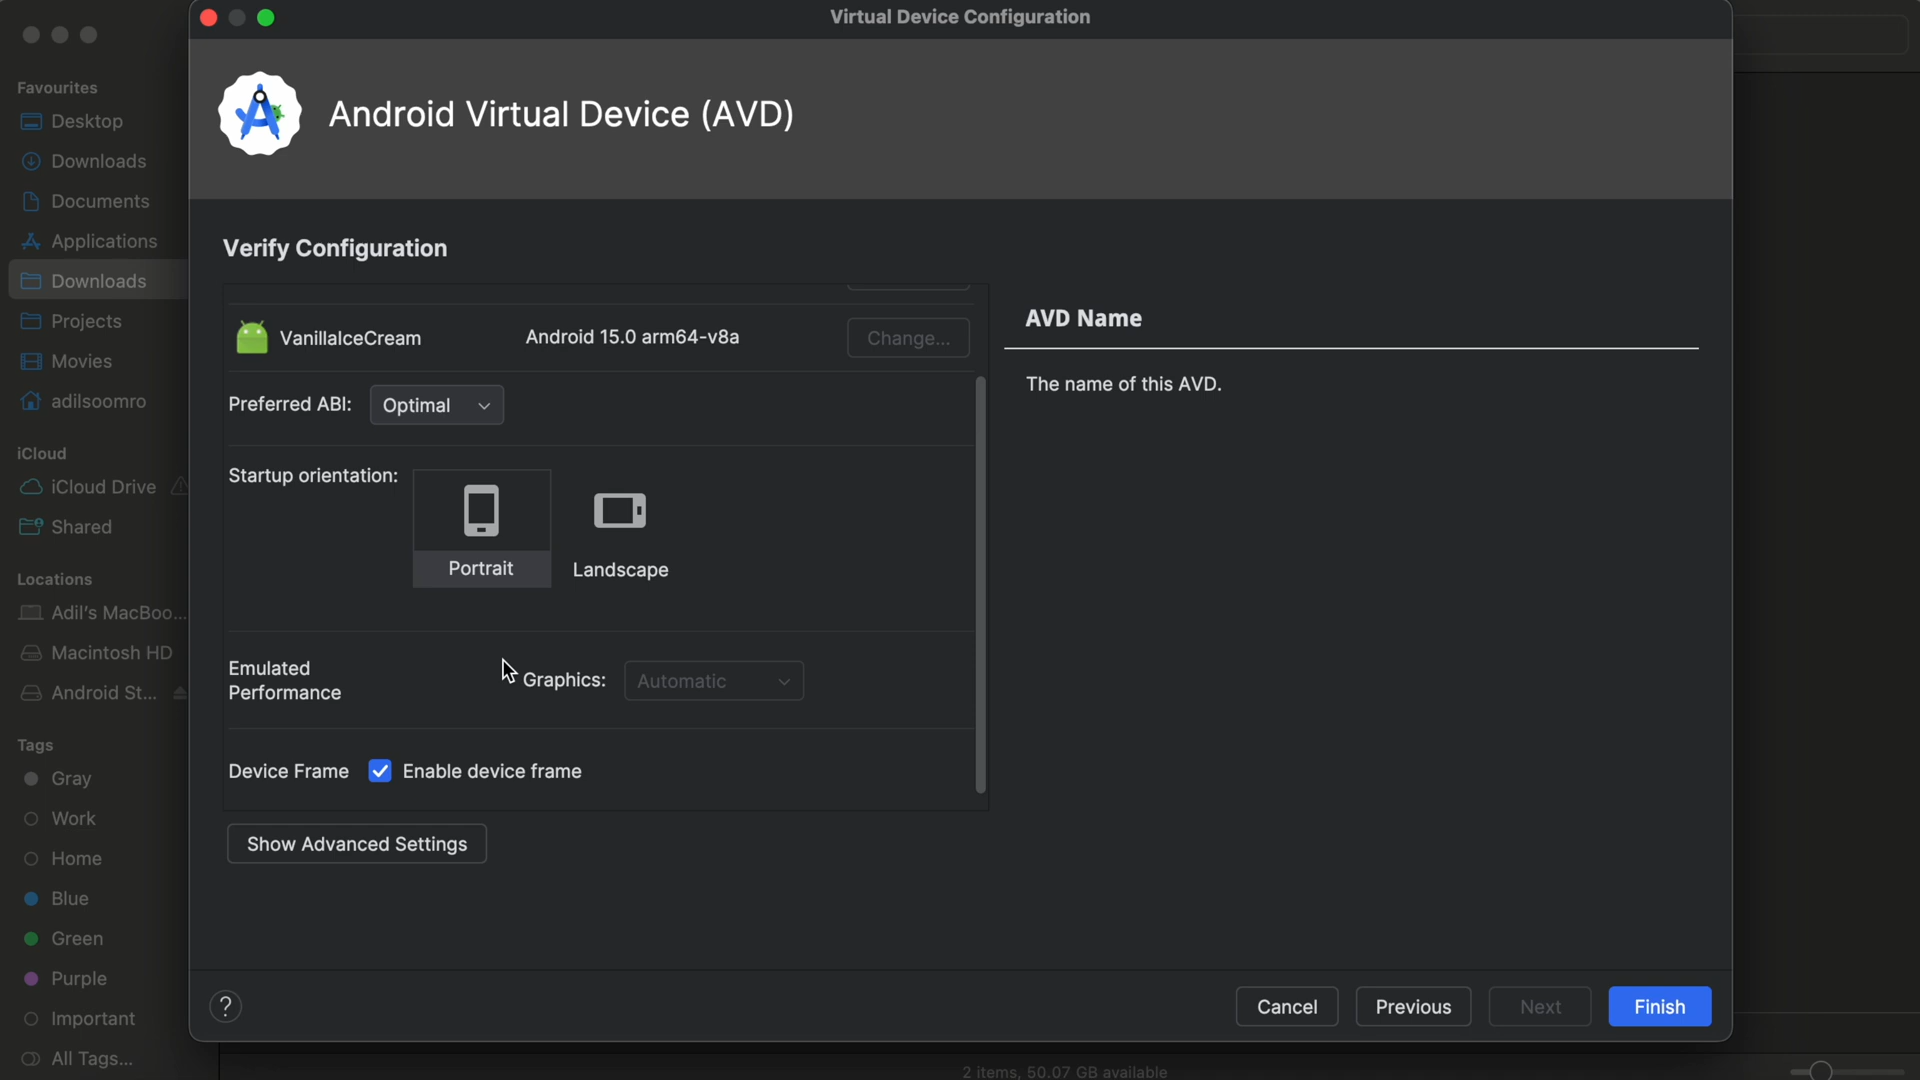 Virtual Device Configuration
Android Virtual Device (AVD)
Favourites
Desktop
Downloads
Documents
Applications
Downloads
Projects
Movies
adilsoomro
iCloud
iCloud Drive
Shared
Locations
Adil's MacBoo...
Macintosh HD
Android St...
Tags
Gray
Work
Home
Blue
Green
Purple
Important
All Tags...
Verify Configuration
VanillaIceCream
Android 15.0 arm64-v8a
Change...
Preferred ABI:
Optimal
Startup orientation:
Portrait
Landscape
Emulated
Performance
Graphics:
Automatic
Device Frame
Enable device frame
Show Advanced Settings
AVD Name
The name of this AVD.
?
Cancel
Previous
Next
Finish
2 items, 50.07 GB available